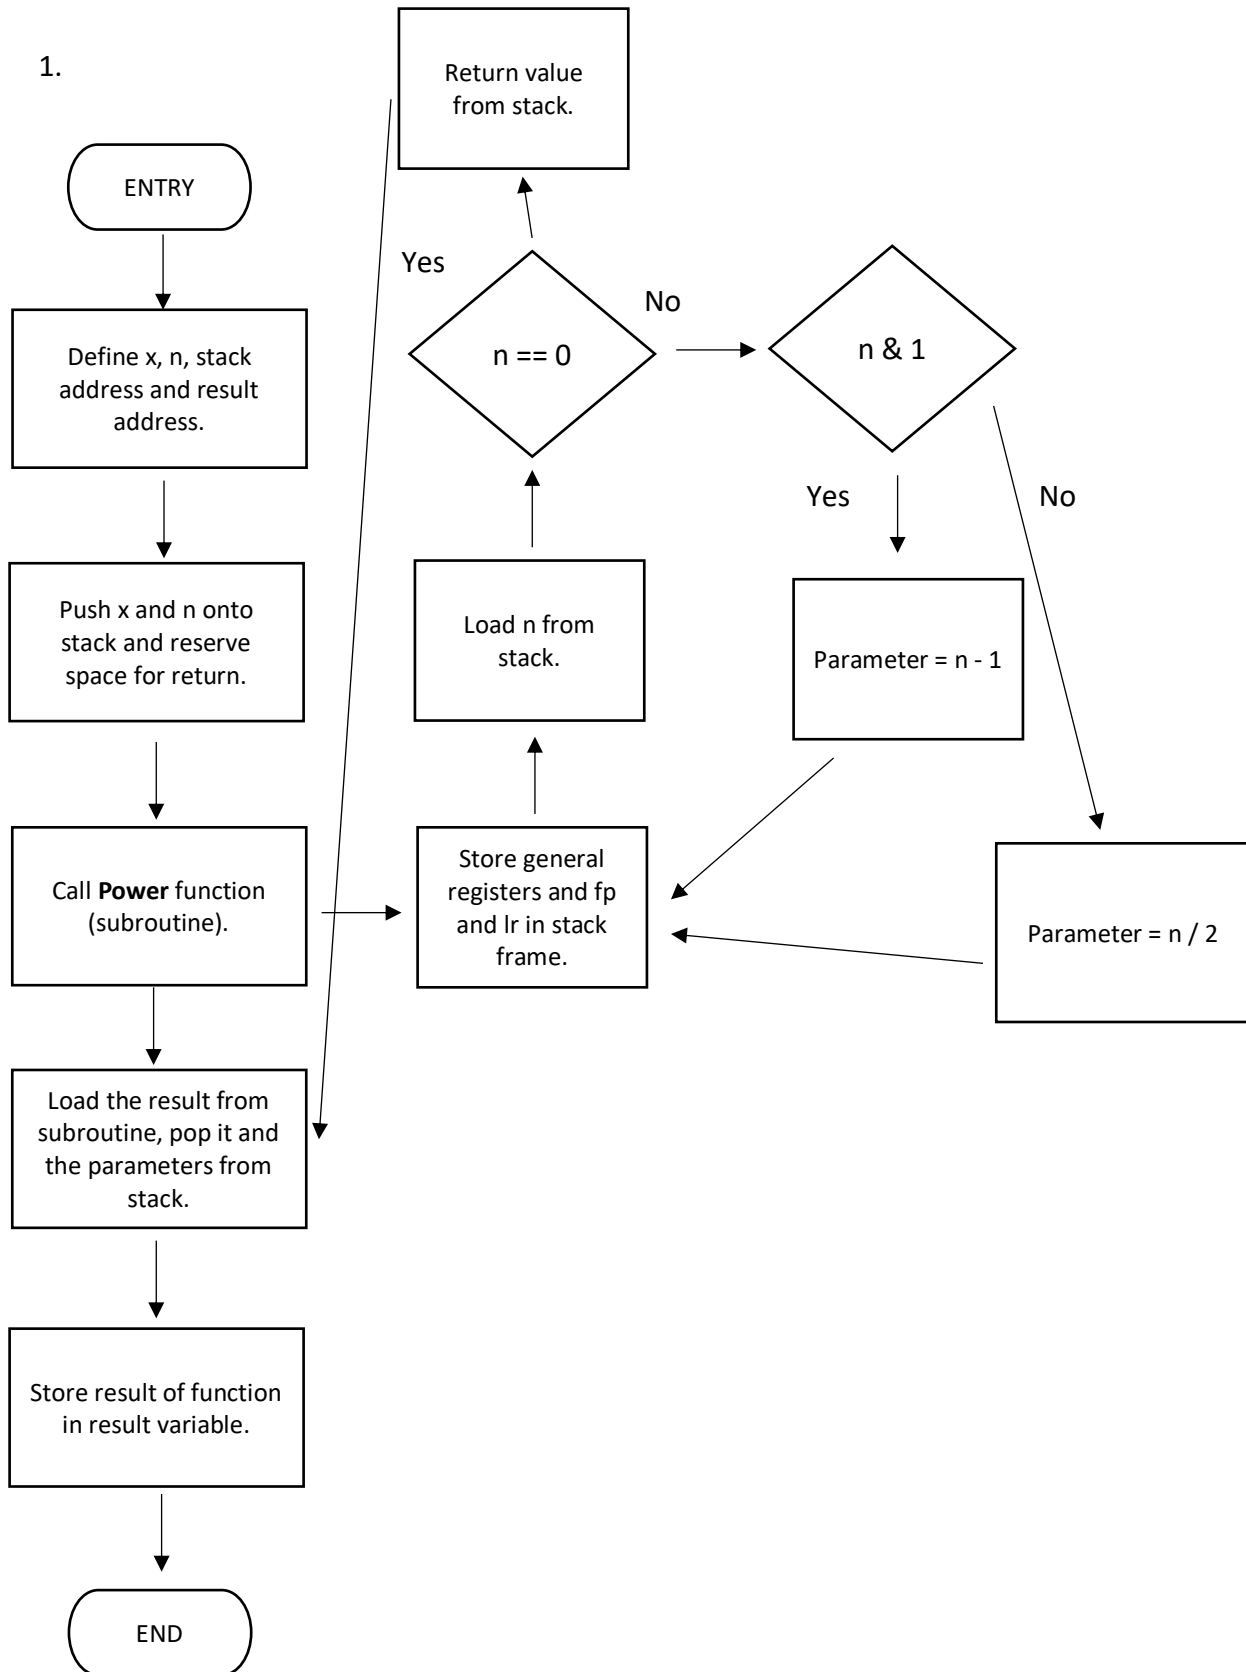 1.
ENTRY
Define x, n, stack
address and result
address.
Push x and n onto
stack and reserve
space for return.
Call Power function
(subroutine).
Load the result from
subroutine, pop it and
the parameters from
stack.
Store result of function
in result variable.
END
Return value
from stack.
Yes
n == 0
No
n & 1
Yes
No
Load n from
stack.
Parameter = n - 1
Store general
registers and fp
and lr in stack
frame.
Parameter = n / 2